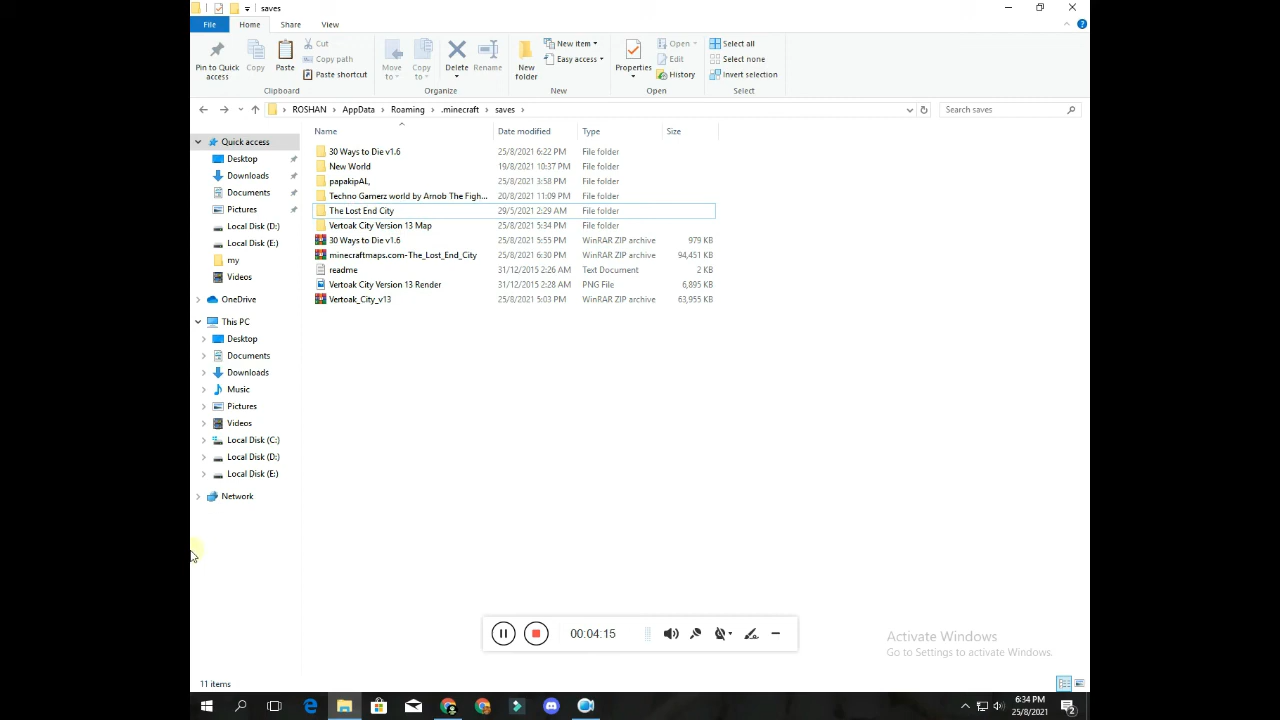 saves
File Home Share View
Pin to Quick access
Copy
Paste
Cut
Copy path
Paste shortcut
Clipboard
Move to
Copy to
Delete
Rename
Organize
New folder
New item
Easy access
New
Properties
Open
Edit
History
Open
Select all
Select none
Invert selection
Select
ROSHAN > AppData > Roaming > .minecraft > saves >
Search saves
Name Date modified Type Size
30 Ways to Die v1.6 25/8/2021 6:22 PM File folder
New World 19/8/2021 10:37 PM File folder
papakipAL, 25/8/2021 3:58 PM File folder
Techno Gamerz world by Arnob The Figh... 20/8/2021 11:09 PM File folder
The Lost End City 29/5/2021 2:29 AM File folder
Vertoak City Version 13 Map 25/8/2021 5:34 PM File folder
30 Ways to Die v1.6 25/8/2021 5:55 PM WinRAR ZIP archive 979 KB
minecraftmaps.com-The_Lost_End_City 25/8/2021 6:30 PM WinRAR ZIP archive 94,451 KB
readme 31/12/2015 2:26 AM Text Document 2 KB
Vertoak City Version 13 Render 31/12/2015 2:28 AM PNG File 6,895 KB
Vertoak_City_v13 25/8/2021 5:03 PM WinRAR ZIP archive 63,955 KB
Quick access
Desktop
Downloads
Documents
Pictures
Local Disk (D:)
Local Disk (E:)
my
Videos
OneDrive
This PC
Desktop
Documents
Downloads
Music
Pictures
Videos
Local Disk (C:)
Local Disk (D:)
Local Disk (E:)
Network
00:04:15
Activate Windows
Go to Settings to activate Windows.
11 items
6:34 PM
25/8/2021
2